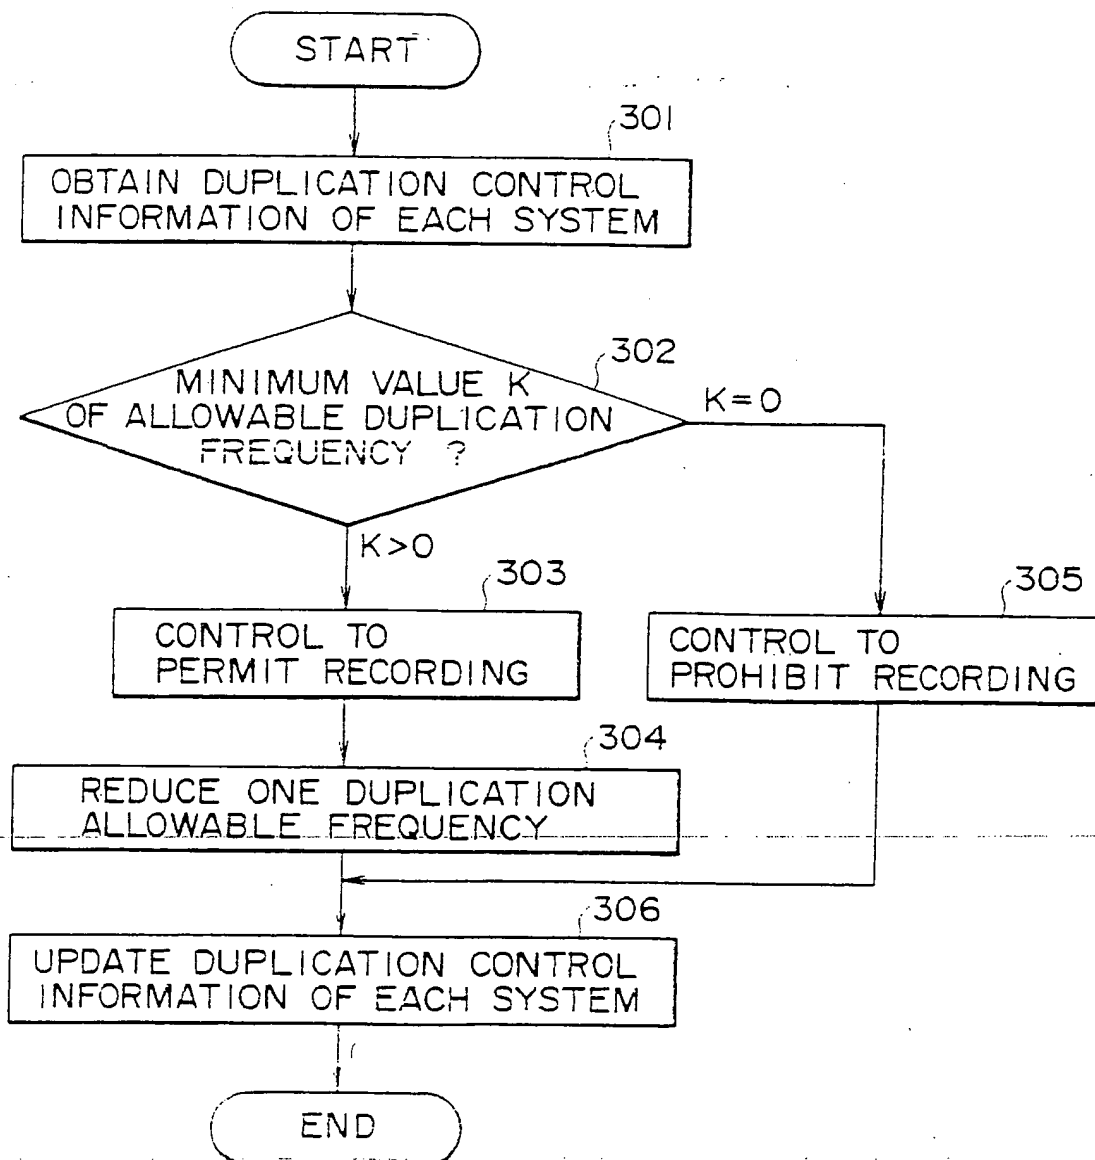 START
301
OBTAIN DUPLICATION CONTROL
INFORMATION OF EACH SYSTEM
302
MINIMUM VALUE K
OF ALLOWABLE DUPLICATION
FREQUENCY ?
K=0
K>0
303
CONTROL TO
PERMIT RECORDING
305
CONTROL TO
PROHIBIT RECORDING
304
REDUCE ONE DUPLICATION
ALLOWABLE FREQUENCY
306
UPDATE DUPLICATION CONTROL
INFORMATION OF EACH SYSTEM
END